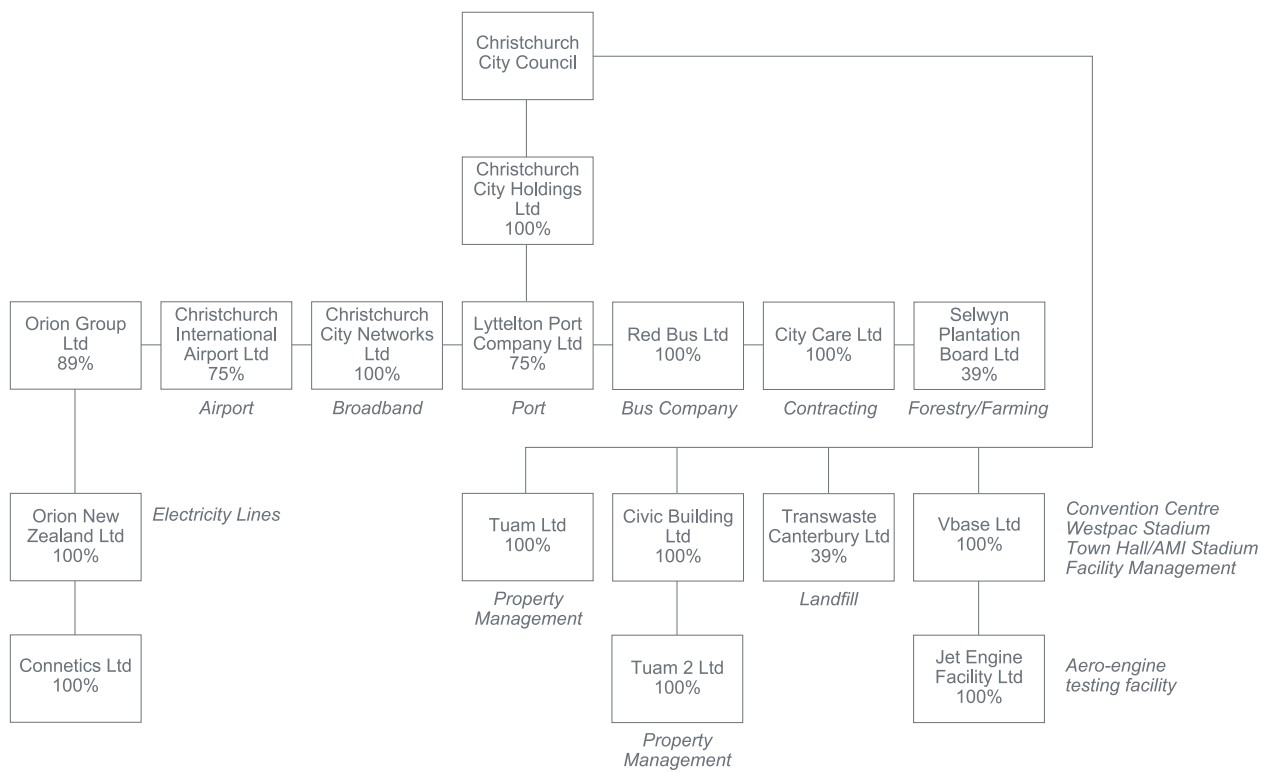 Christchurch
City Council
Christchurch
City Holdings
Ltd
100%
Orion Group
Ltd
89%
Christchurch
International
Airport Ltd
75%
Airport
Christchurch
City Networks
Ltd
100%
Broadband
Lyttelton Port
Company Ltd
75%
Port
Red Bus Ltd
100%
Bus Company
City Care Ltd
100%
Contracting
Selwyn
Plantation
Board Ltd
39%
Forestry/Farming
Orion New
Zealand Ltd
100%
Electricity Lines
Tuam Ltd
100%
Property
Management
Civic Building
Ltd
100%
Transwaste
Canterbury Ltd
39%
Landfill
Vbase Ltd
100%
Convention Centre
Westpac Stadium
Town Hall/AMI Stadium
Facility Management
Connetics Ltd
100%
Tuam 2 Ltd
100%
Property
Management
Jet Engine
Facility Ltd
100%
Aero-engine
testing facility